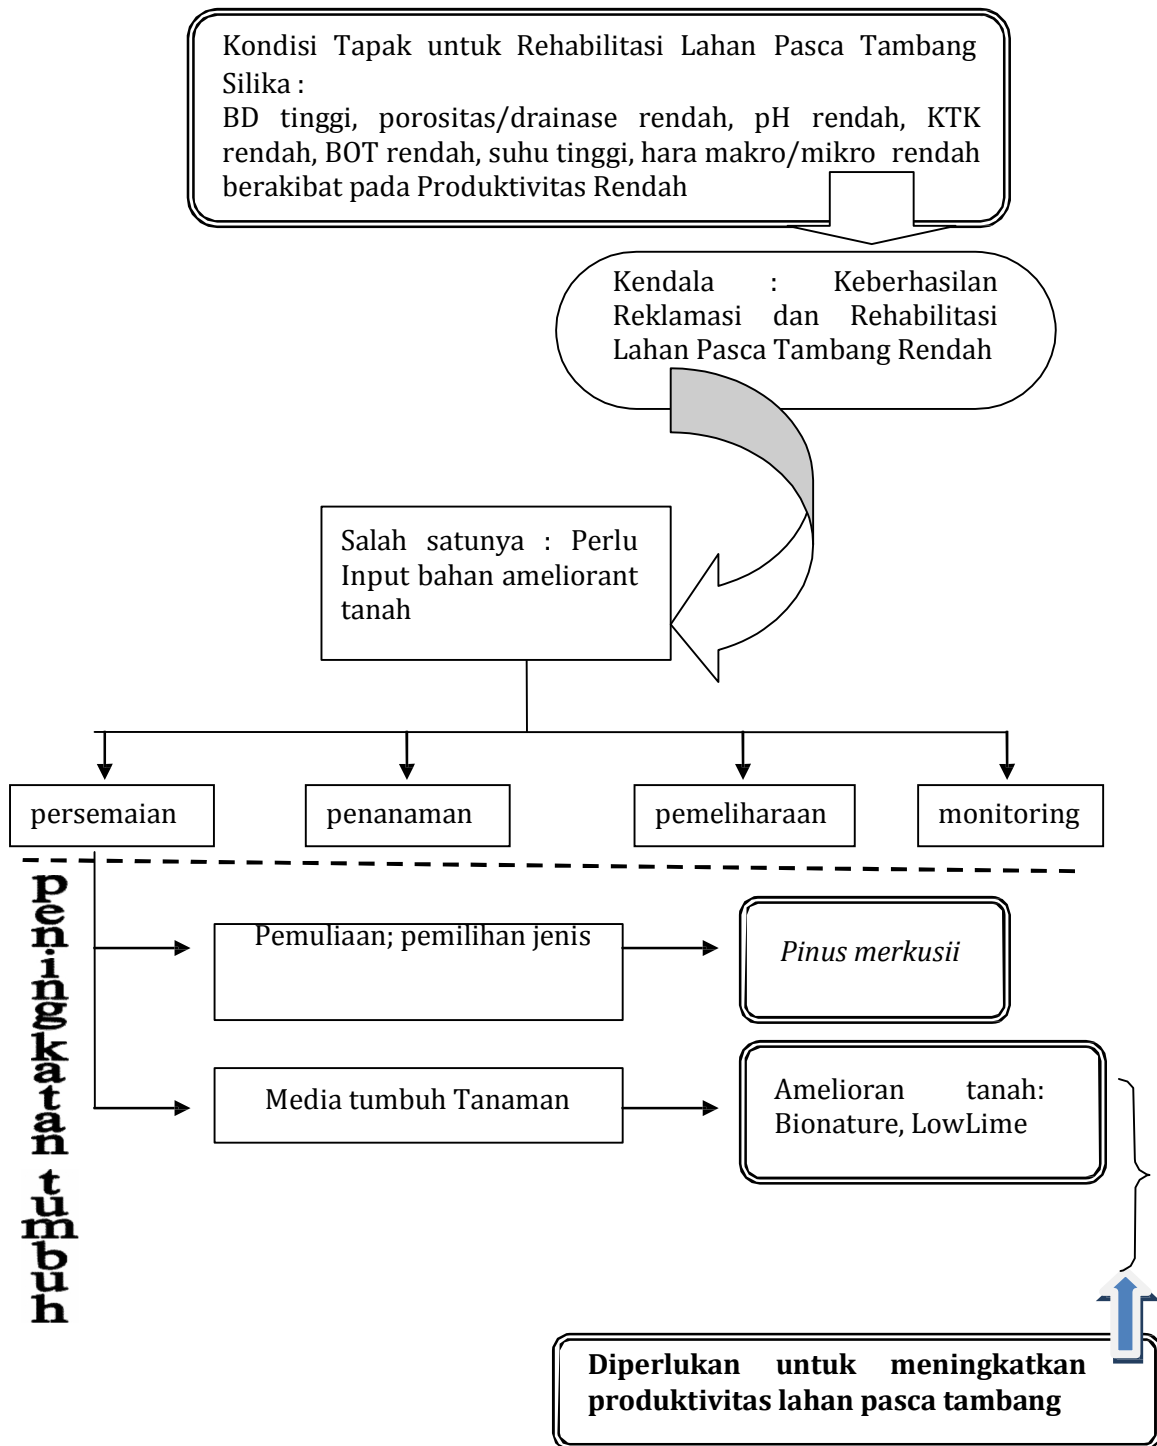 Kondisi Tapak untuk Rehabilitasi Lahan Pasca Tambang
Silika :
BD tinggi, porositas/drainase rendah, pH rendah, KTK
rendah, BOT rendah, suhu tinggi, hara makro/mikro rendah
berakibat pada Produktivitas Rendah
Kendala : Keberhasilan
Reklamasi dan Rehabilitasi
Lahan Pasca Tambang Rendah
Salah satunya : Perlu
Input bahan ameliorant
tanah
persemaian
penanaman
pemeliharaan
monitoring
peningkatan tumbuh
Pemuliaan; pemilihan jenis
Pinus merkusii
Media tumbuh Tanaman
Amelioran tanah:
Bionature, LowLime
Diperlukan untuk meningkatkan
produktivitas lahan pasca tambang